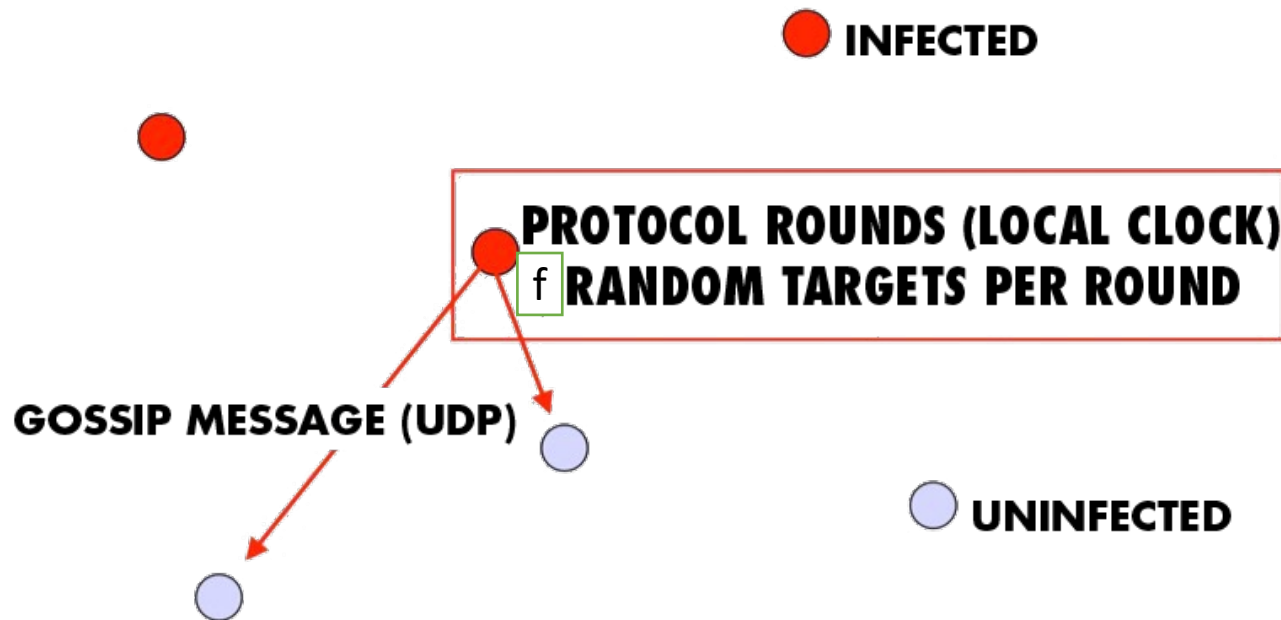 INFECTED
PROTOCOL ROUNDS (LOCAL CLOCK)
f RANDOM TARGETS PER ROUND
GOSSIP MESSAGE (UDP)
UNINFECTED